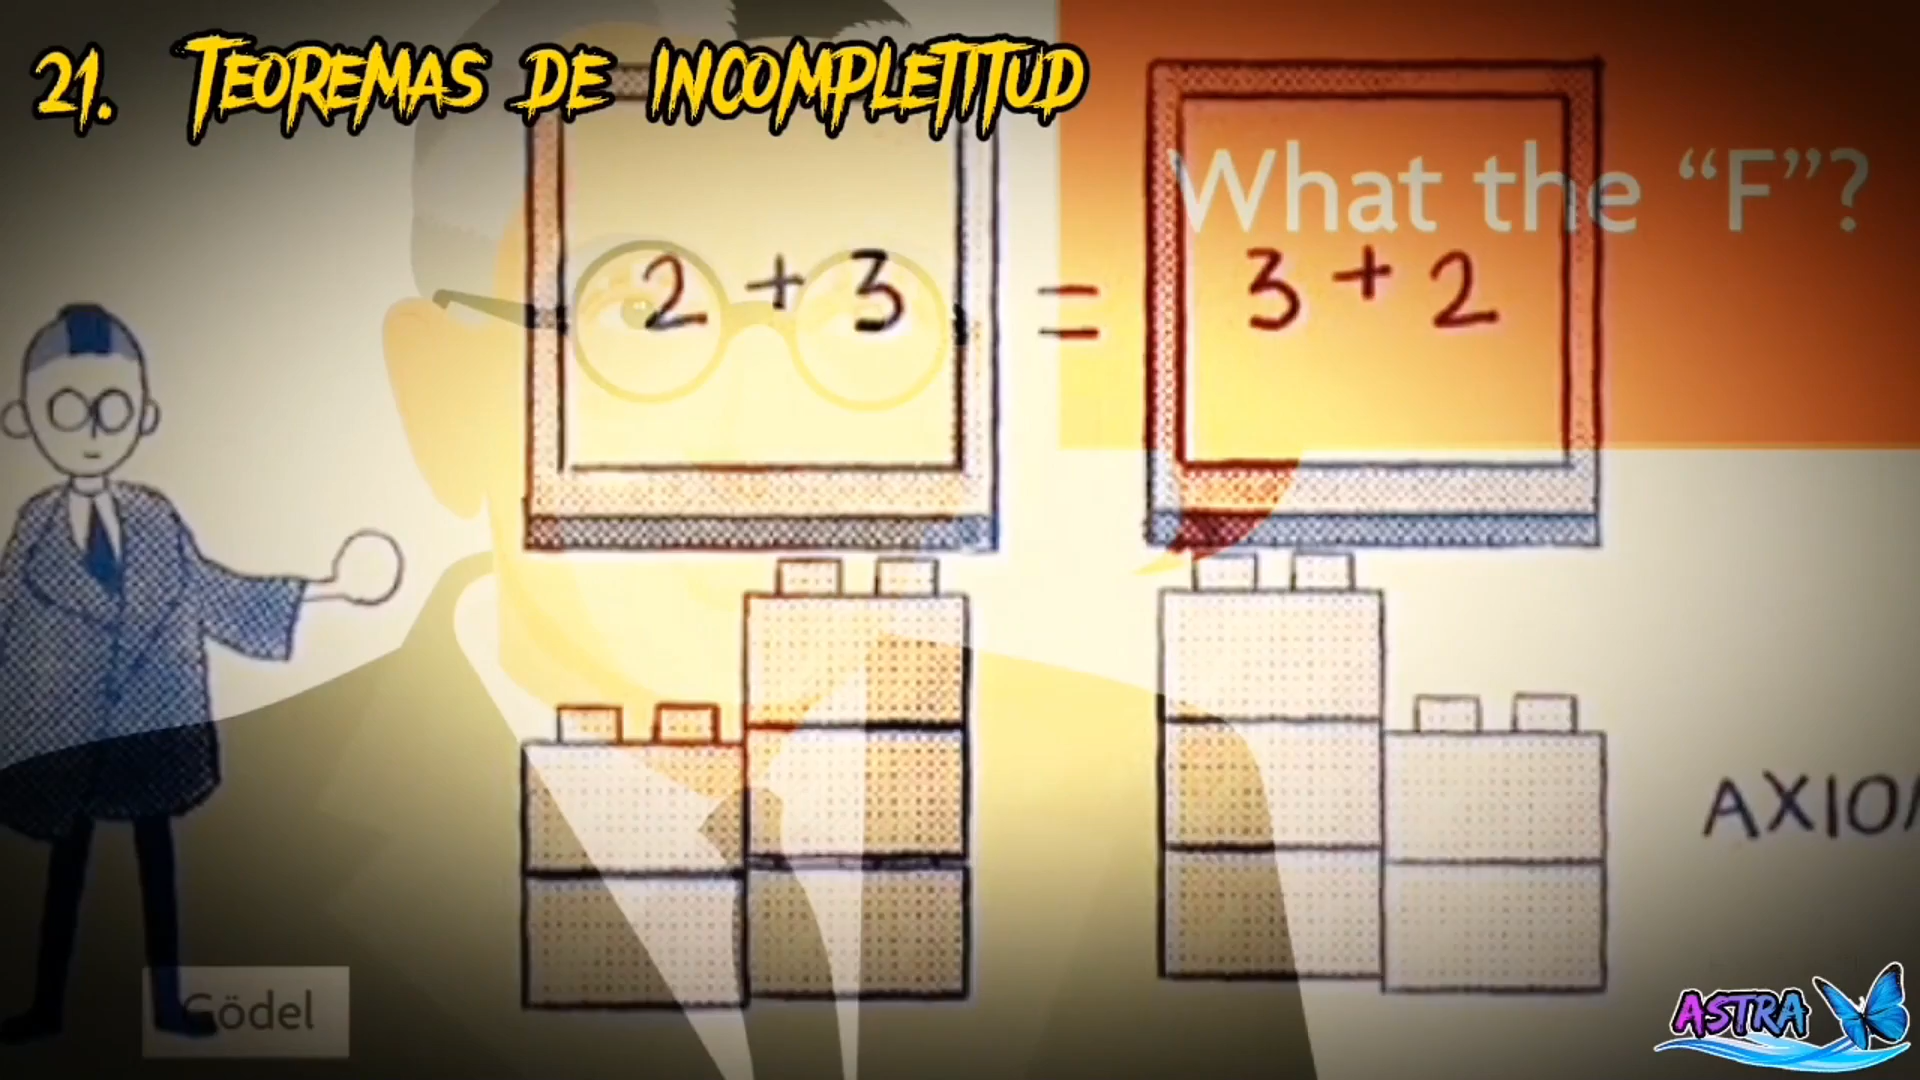 21. TEOREMAS DE INCOMPLETITUD
What the “F”?
2 + 3 = 3 + 2
Gödel
ASTRA